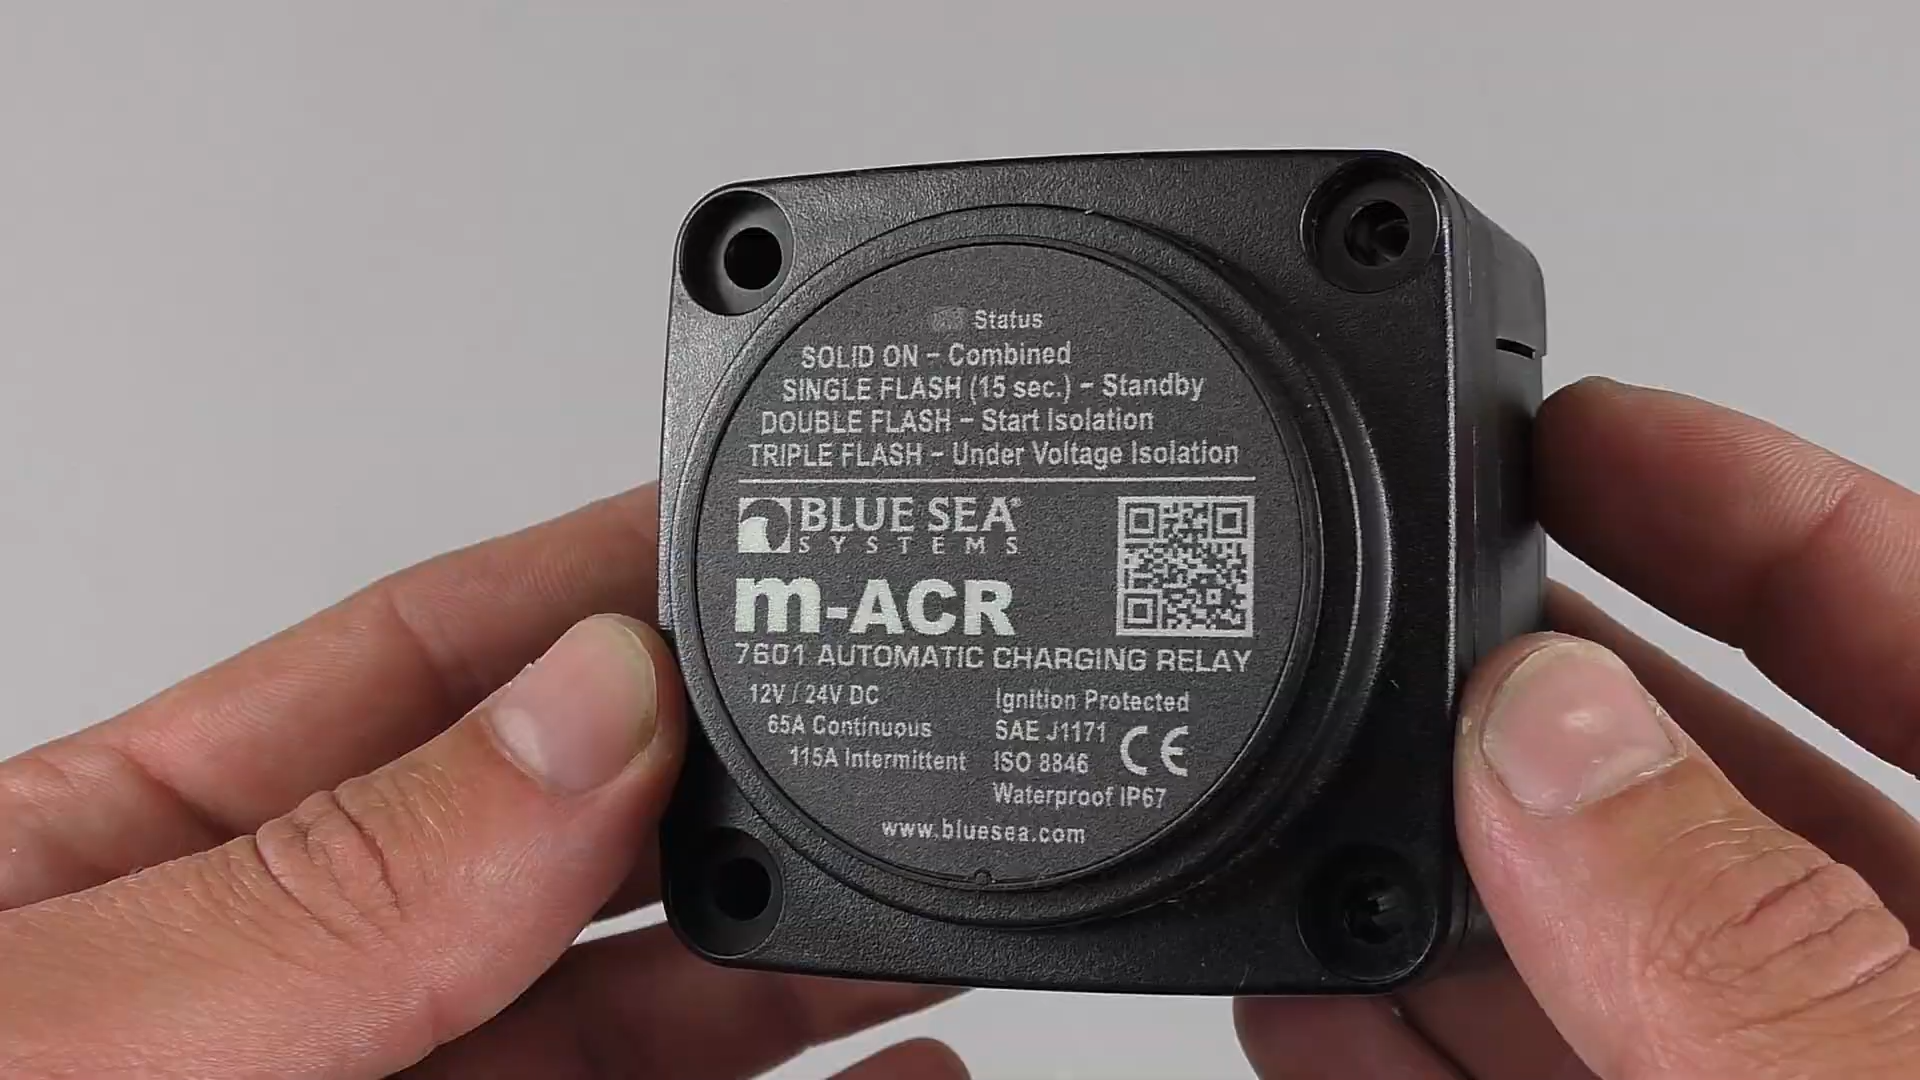 Status
SOLID ON – Combined
SINGLE FLASH (15 sec.) – Standby
DOUBLE FLASH – Start Isolation
TRIPLE FLASH – Under Voltage Isolation
BLUE SEA®
SYSTEMS
m-ACR
7601 AUTOMATIC CHARGING RELAY
12V / 24V DC
65A Continuous
115A Intermittent
Ignition Protected
SAE J1171
ISO 8846
CE
Waterproof IP67
www.bluesea.com